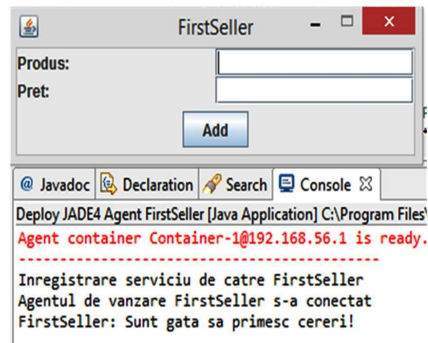 FirstSeller
Produs:
Pret:
Add
@ Javadoc Declaration Search Console
Deploy JADE4 Agent FirstSeller [Java Application] C:\Program Files\
Agent container Container-1@192.168.56.1 is ready.
--------------------------------------------
Inregistrare serviciu de catre FirstSeller
Agentul de vanzare FirstSeller s-a conectat
FirstSeller: Sunt gata sa primesc cereri!